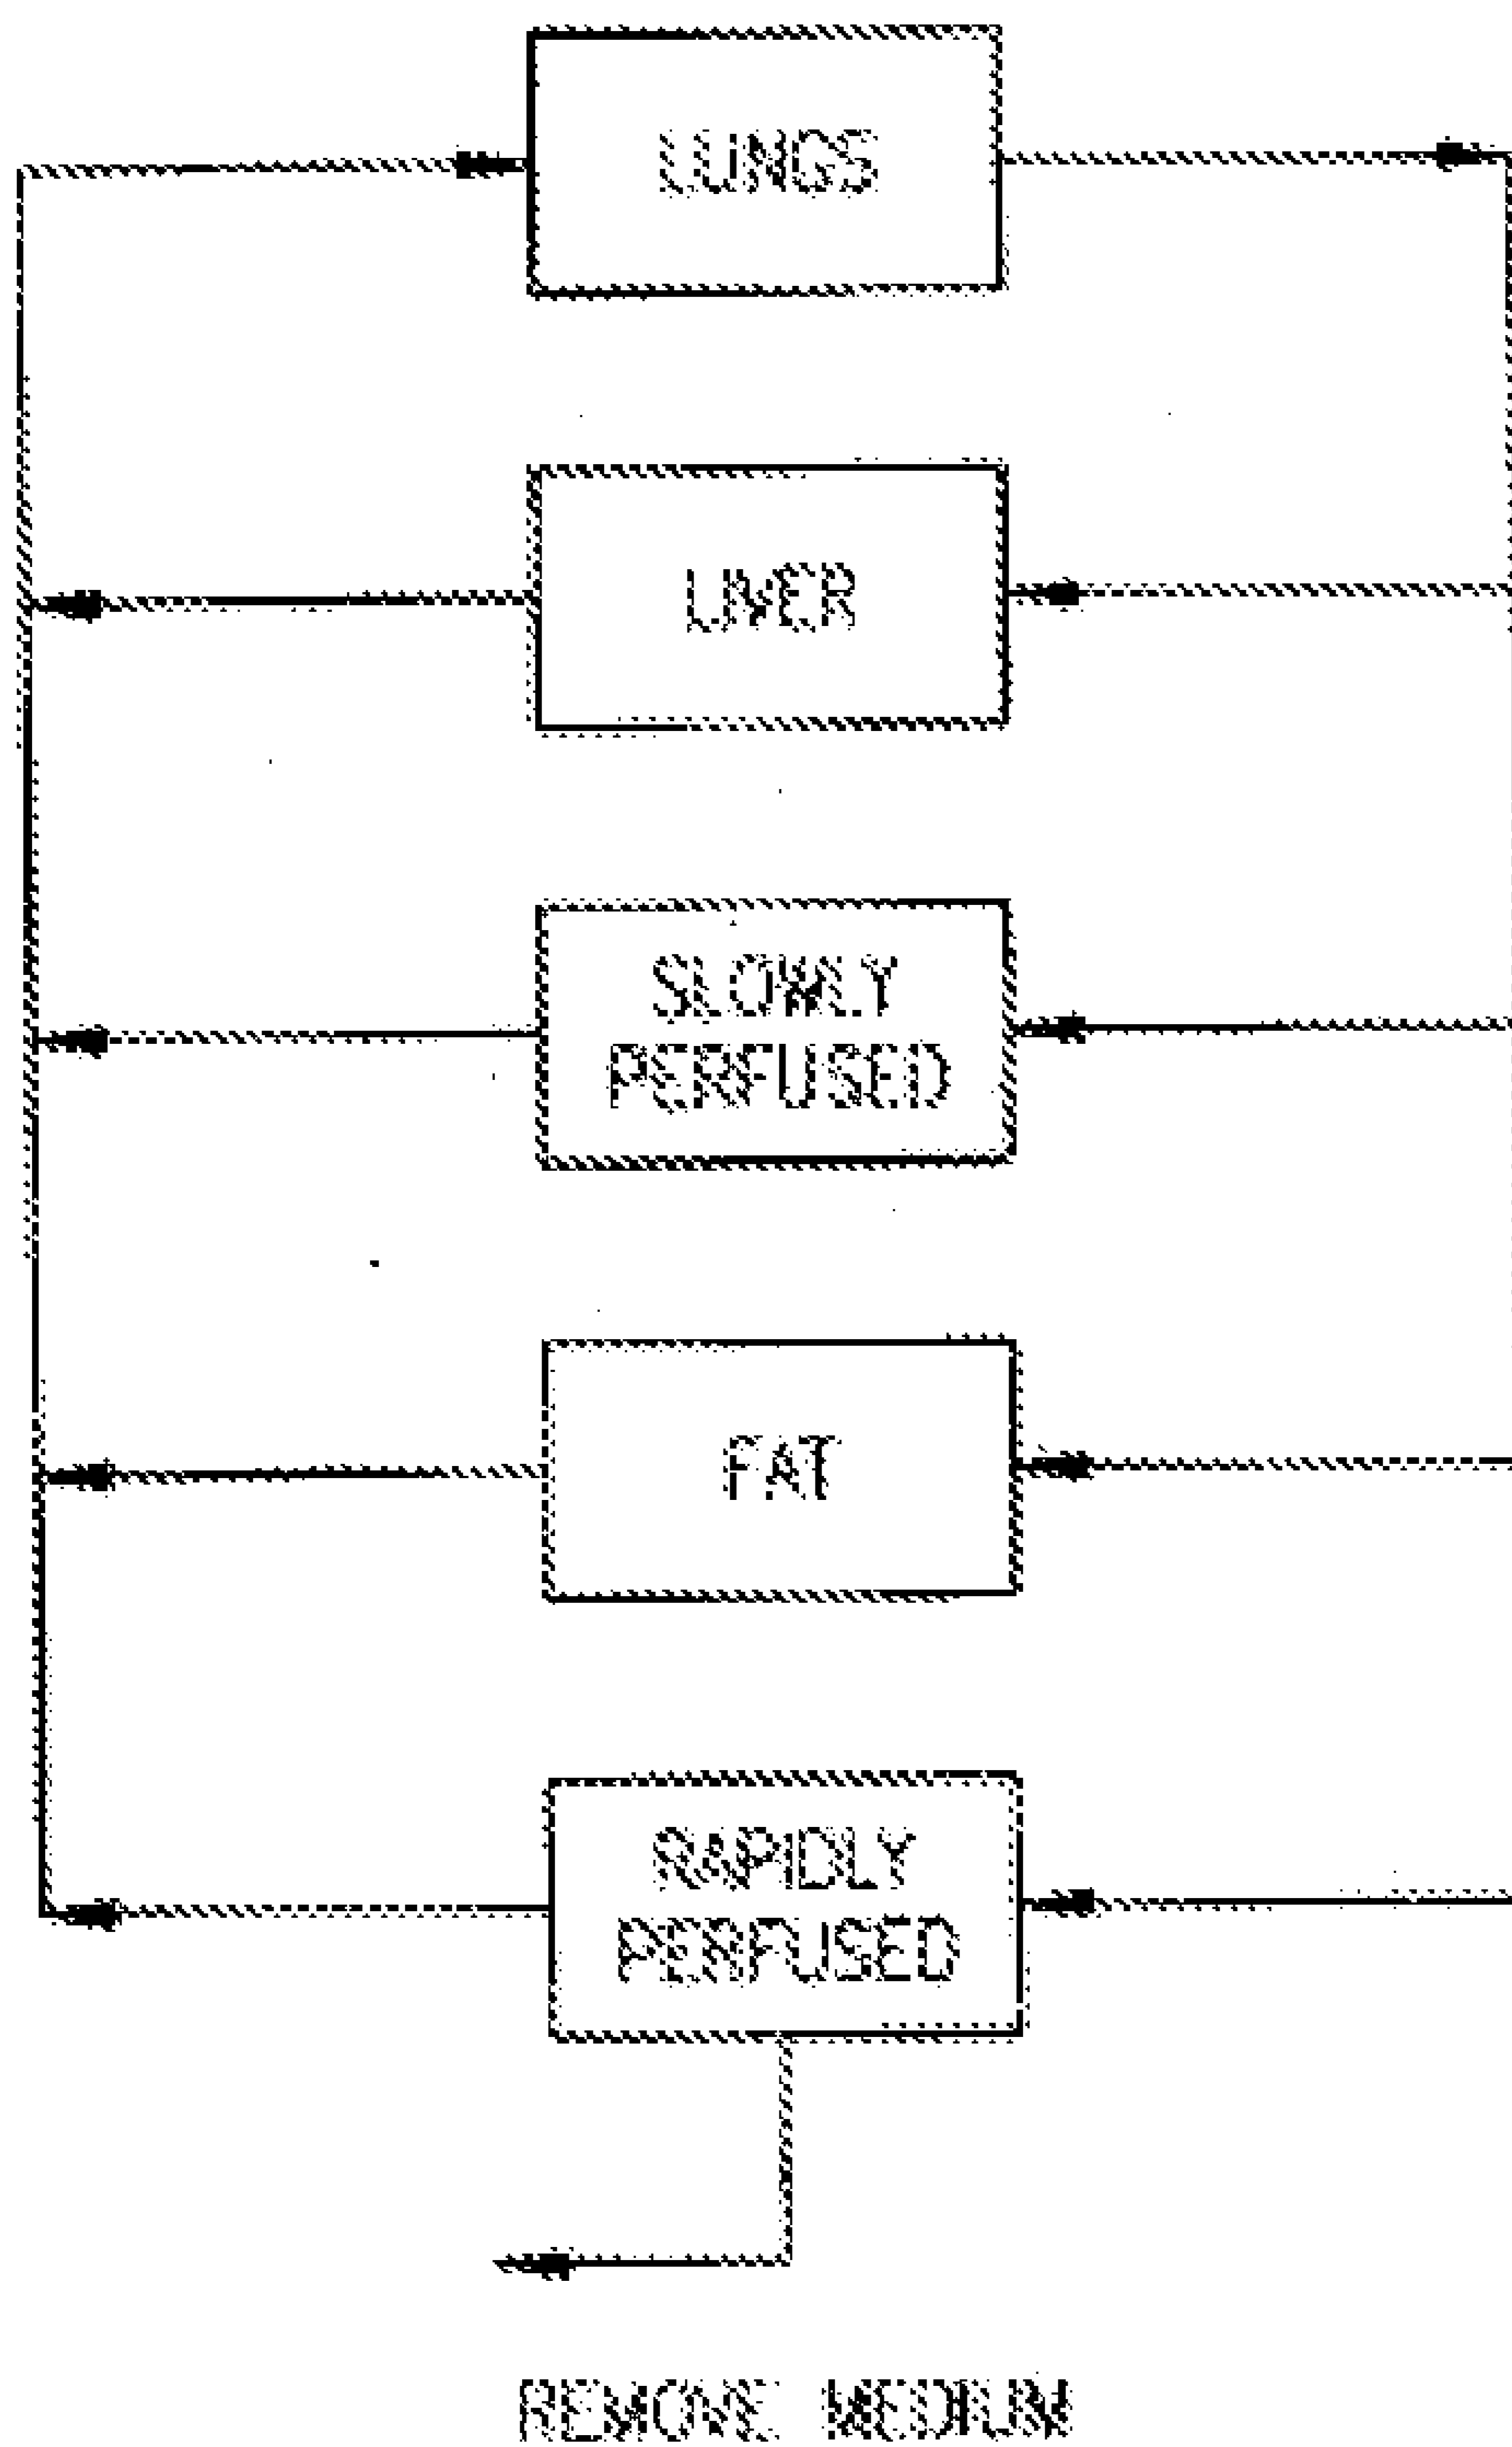 LUNGS
LIVER
SLOWLY
PERFUSED
FAT
RAPIDLY
PERFUSED
REMOVE MEDIUM